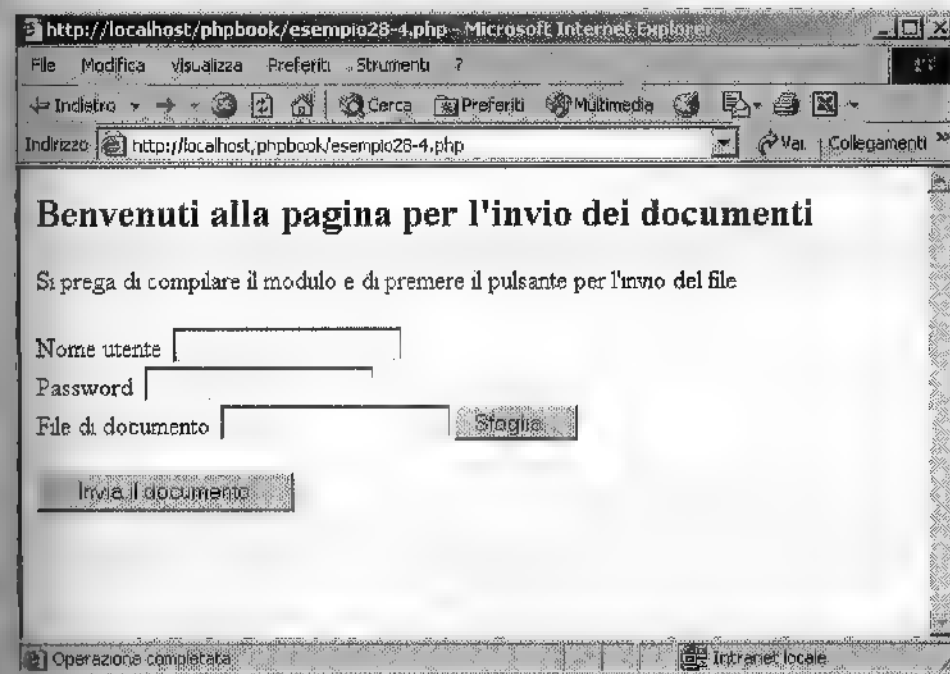 http://localhost/phpbook/esempio28-4.php - Microsoft Internet Explorer
File Modifica Visualizza Preferiti Strumenti ?
Indietro Cerca Preferiti Multimedia
Indirizzo http://localhost/phpbook/esempio28-4.php Vai Collegamenti »
Benvenuti alla pagina per l'invio dei documenti
Si prega di compilare il modulo e di premere il pulsante per l'invio del file
Nome utente
Password
File di documento Sfoglia...
Invia il documento
Operazione completata Intranet locale